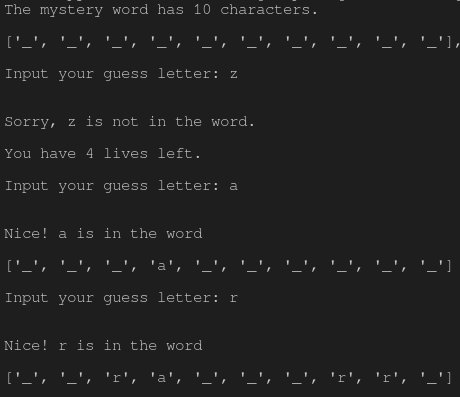 The mystery word has 10 characters.
['_', '_', '_', '_', '_', '_', '_', '_', '_', '_'],
Input your guess letter: z
Sorry, z is not in the word.
You have 4 lives left.
Input your guess letter: a
Nice! a is in the word
['_', '_', '_', 'a', '_', '_', '_', '_', '_', '_']
Input your guess letter: r
Nice! r is in the word
['_', '_', 'r', 'a', '_', '_', '_', 'r', 'r', '_']